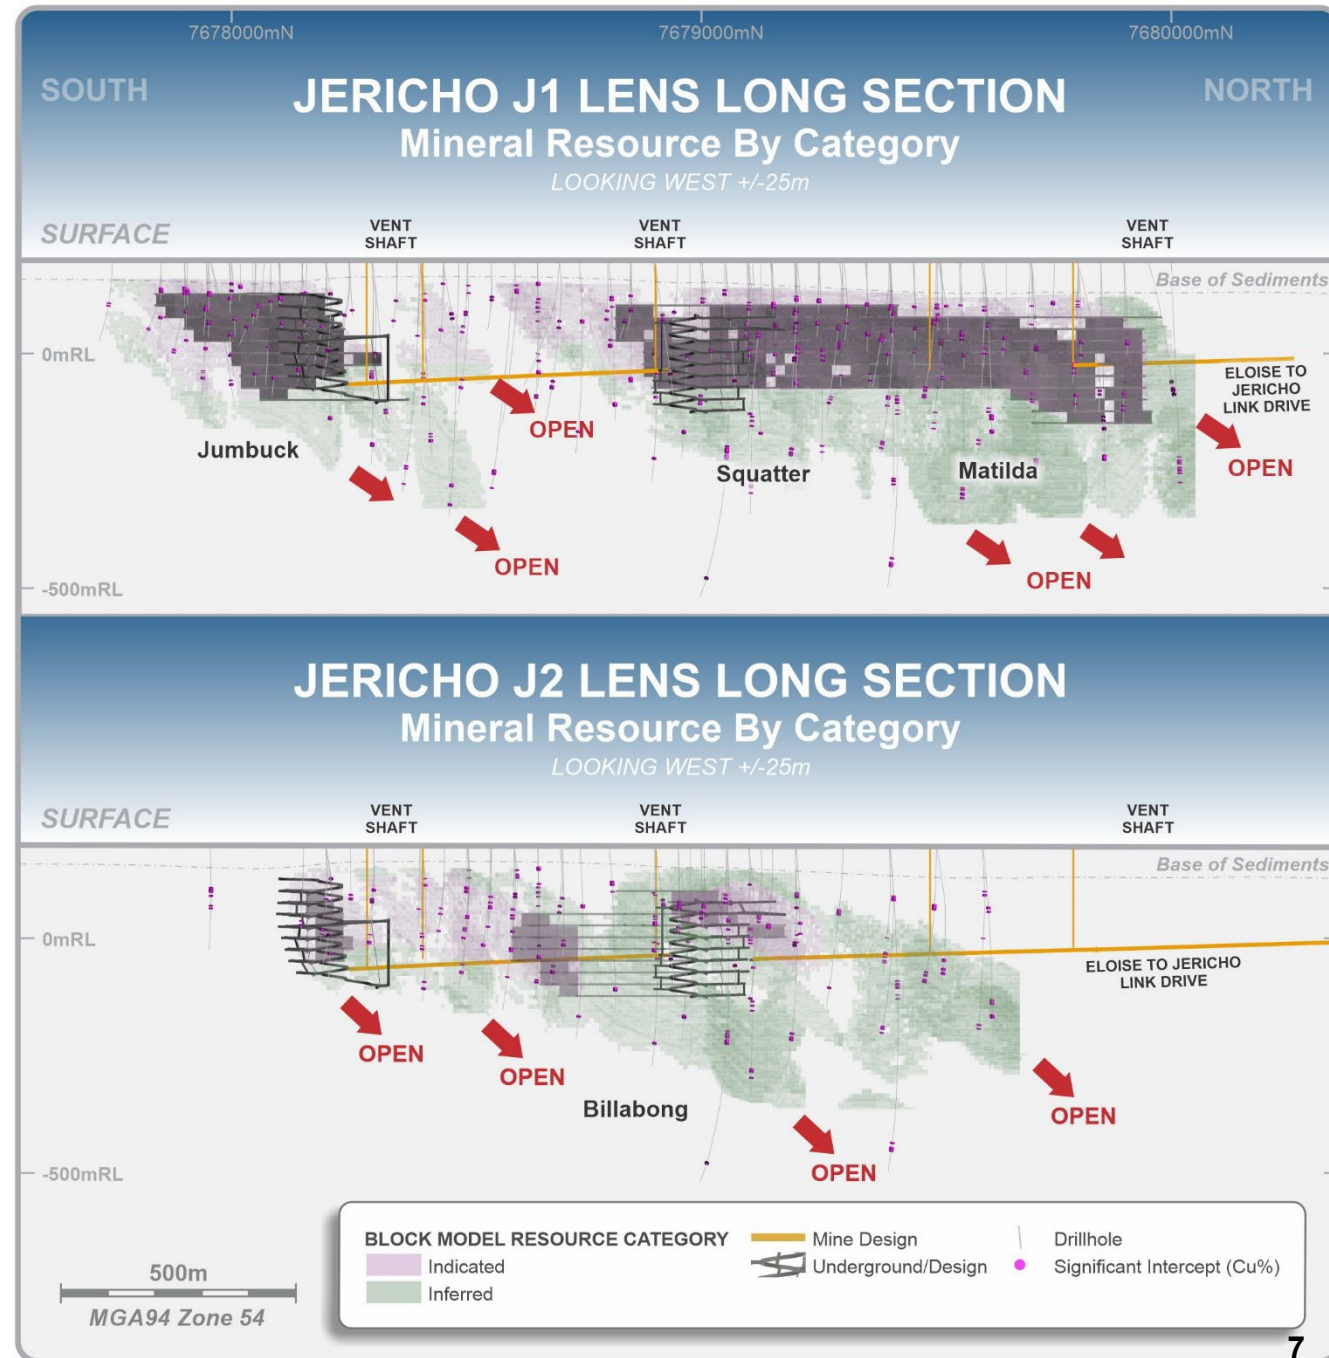 7678000mN 7679000mN 7680000mN
SOUTH NORTH
JERICHO J1 LENS LONG SECTION
Mineral Resource By Category
LOOKING WEST +/-25m
SURFACE
VENT
SHAFT
VENT
SHAFT
VENT
SHAFT
Base of Sediments
0mRL
ELOISE TO
JERICHO
LINK DRIVE
OPEN
Jumbuck
Squatter
Matilda
OPEN
OPEN
OPEN
-500mRL
JERICHO J2 LENS LONG SECTION
Mineral Resource By Category
LOOKING WEST +/-25m
SURFACE
VENT
SHAFT
VENT
SHAFT
VENT
SHAFT
Base of Sediments
0mRL
ELOISE TO JERICHO
LINK DRIVE
OPEN
OPEN
Billabong
OPEN
OPEN
-500mRL
BLOCK MODEL RESOURCE CATEGORY
Indicated
Inferred
Mine Design
Underground/Design
Drillhole
Significant Intercept (Cu%)
500m
MGA94 Zone 54
7